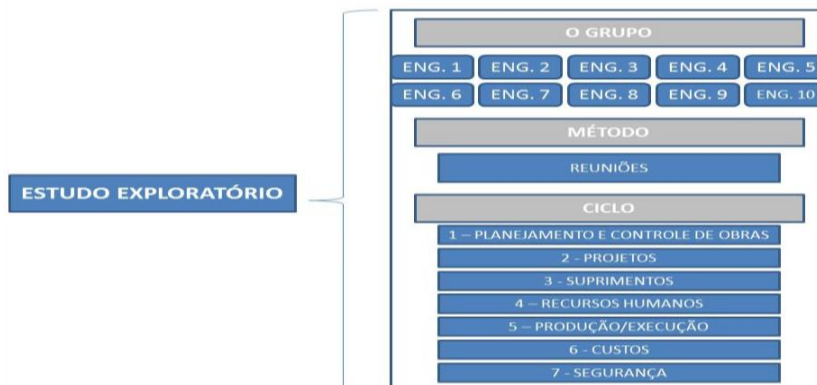 O GRUPO
ENG. 1 ENG. 2 ENG. 3 ENG. 4 ENG. 5
ENG. 6 ENG. 7 ENG. 8 ENG. 9 ENG. 10
MÉTODO
REUNIÕES
ESTUDO EXPLORATÓRIO
CICLO
1 – PLANEJAMENTO E CONTROLE DE OBRAS
2 - PROJETOS
3 - SUPRIMENTOS
4 – RECURSOS HUMANOS
5 – PRODUÇÃO/EXECUÇÃO
6 - CUSTOS
7 - SEGURANÇA